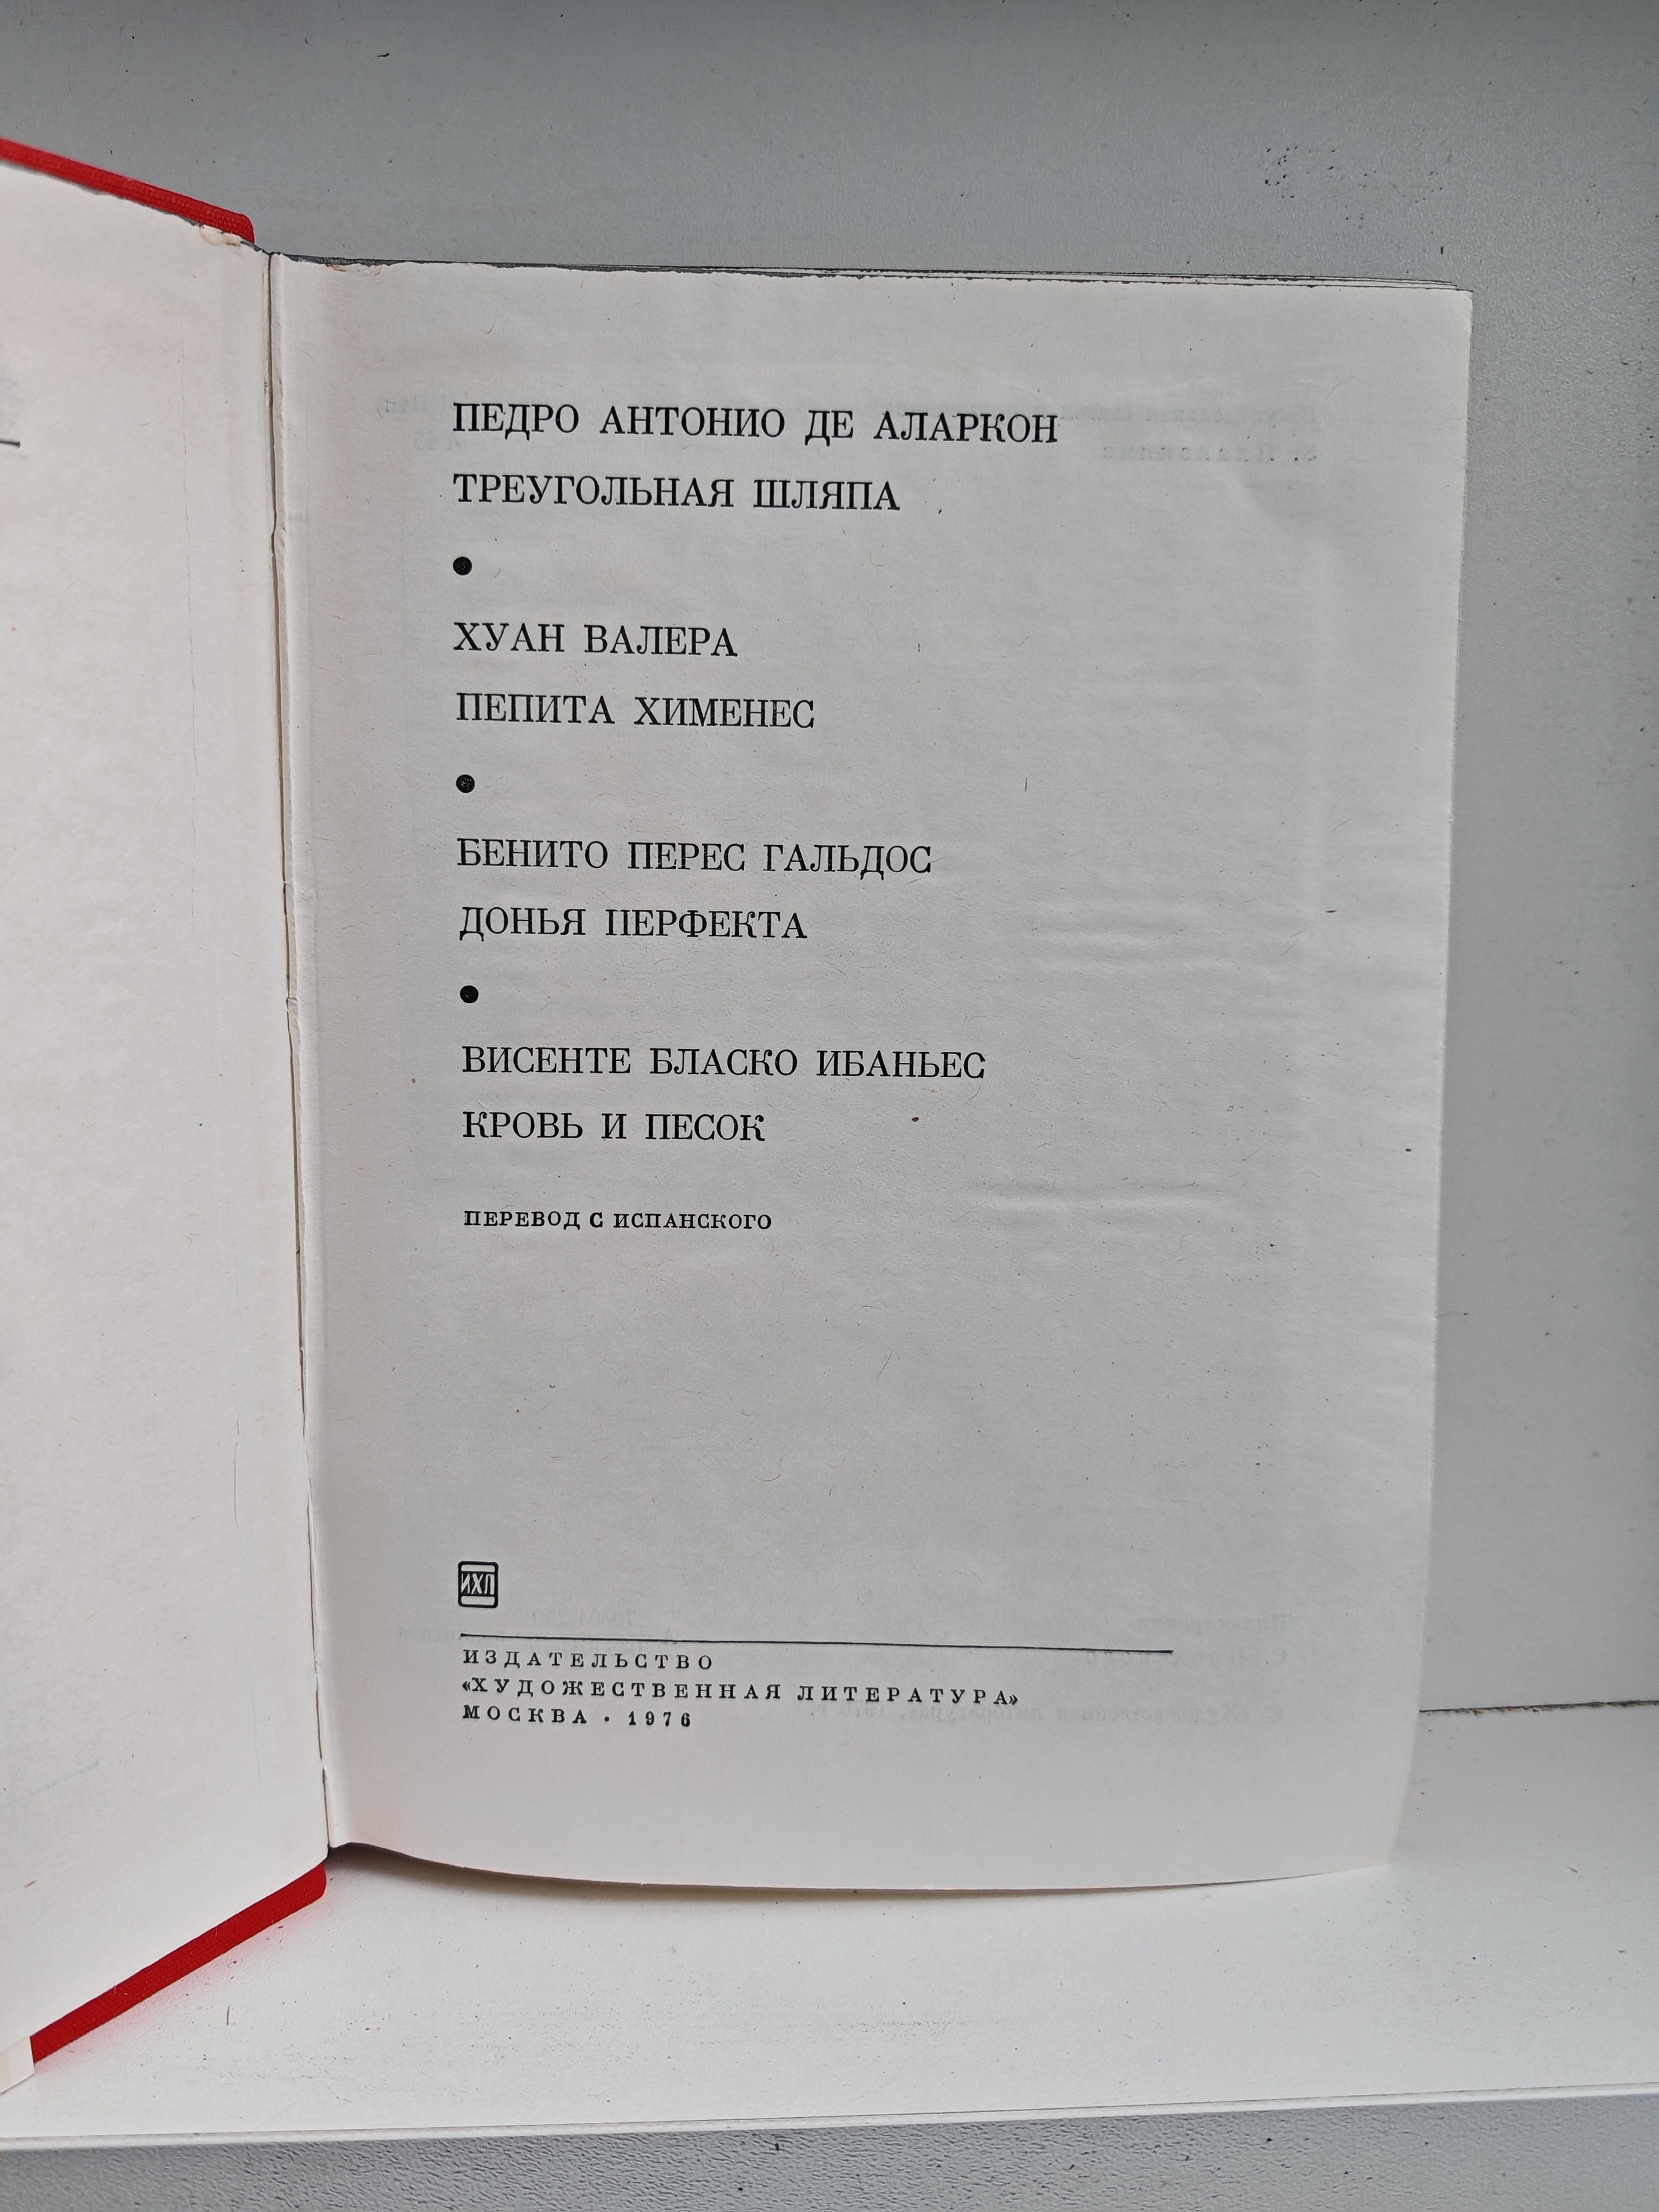 ПЕДРО АНТОНИО ДЕ АЛАРКОН
ТРЕУГОЛЬНАЯ ШЛЯПА
●
ХУАН ВАЛЕРА
ПЕПИТА ХИМЕНЕС
●
БЕНИТО ПЕРЕС ГАЛЬДОС
ДОНЬЯ ПЕРФЕКТА
●
ВИСЕНТЕ БЛАСКО ИБАНЬЕС
КРОВЬ И ПЕСОК
ПЕРЕВОД С ИСПАНСКОГО
ИХЛ
ИЗДАТЕЛЬСТВО
«ХУДОЖЕСТВЕННАЯ ЛИТЕРАТУРА»
МОСКВА · 1976